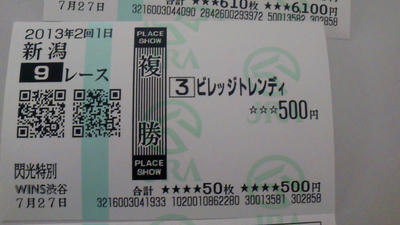 7月27日
★★★610枚 ★★★6,100円
3216003044090 2842600293972 50013582 302858
2013年2回1日
新潟
9 レース
PLACE SHOW
複勝
PLACE SHOW
3 ビレッジトレンディ
☆☆☆500円
JRA
閃光特別
WINS渋谷
7月27日
合計 ★★★★50枚 ★★★★500円
3216003041933 1020010862280 30013581 302858